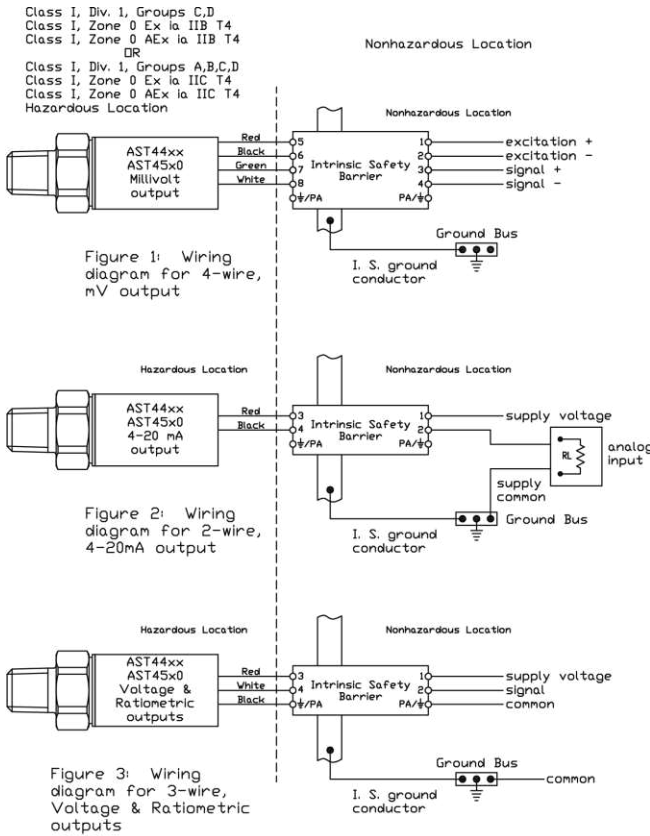 Class I, Div. 1, Groups C,D
Class I, Zone 0 Ex ia IIB T4
Class I, Zone 0 AEx ia IIB T4
OR
Class I, Div. 1, Groups A,B,C,D
Class I, Zone 0 Ex ia IIC T4
Class I, Zone 0 AEx ia IIC T4
Hazardous Location
Nonhazardous Location
Nonhazardous Location
AST44xx
AST45x0
Millivolt
output
Red
Black
Green
White
5
6
7
8
⏚/PA
Intrinsic Safety
Barrier
1
2
3
4
PA/⏚
excitation +
excitation -
signal +
signal -
Ground Bus
I. S. ground
conductor
Figure 1: Wiring
diagram for 4-wire,
mV output
Hazardous Location
Nonhazardous Location
AST44xx
AST45x0
4-20 mA
output
Red
Black
3
4
⏚/PA
Intrinsic Safety
Barrier
1
2
PA/⏚
supply voltage
RL
analog
input
supply
common
Ground Bus
I. S. ground
conductor
Figure 2: Wiring
diagram for 2-wire,
4-20mA output
Hazardous Location
Nonhazardous Location
AST44xx
AST45x0
Voltage &
Ratiometric
outputs
Red
White
Black
3
4
⏚/PA
Intrinsic Safety
Barrier
1
2
PA/⏚
supply voltage
signal
common
Ground Bus
common
I. S. ground
conductor
Figure 3: Wiring
diagram for 3-wire,
Voltage & Ratiometric
outputs